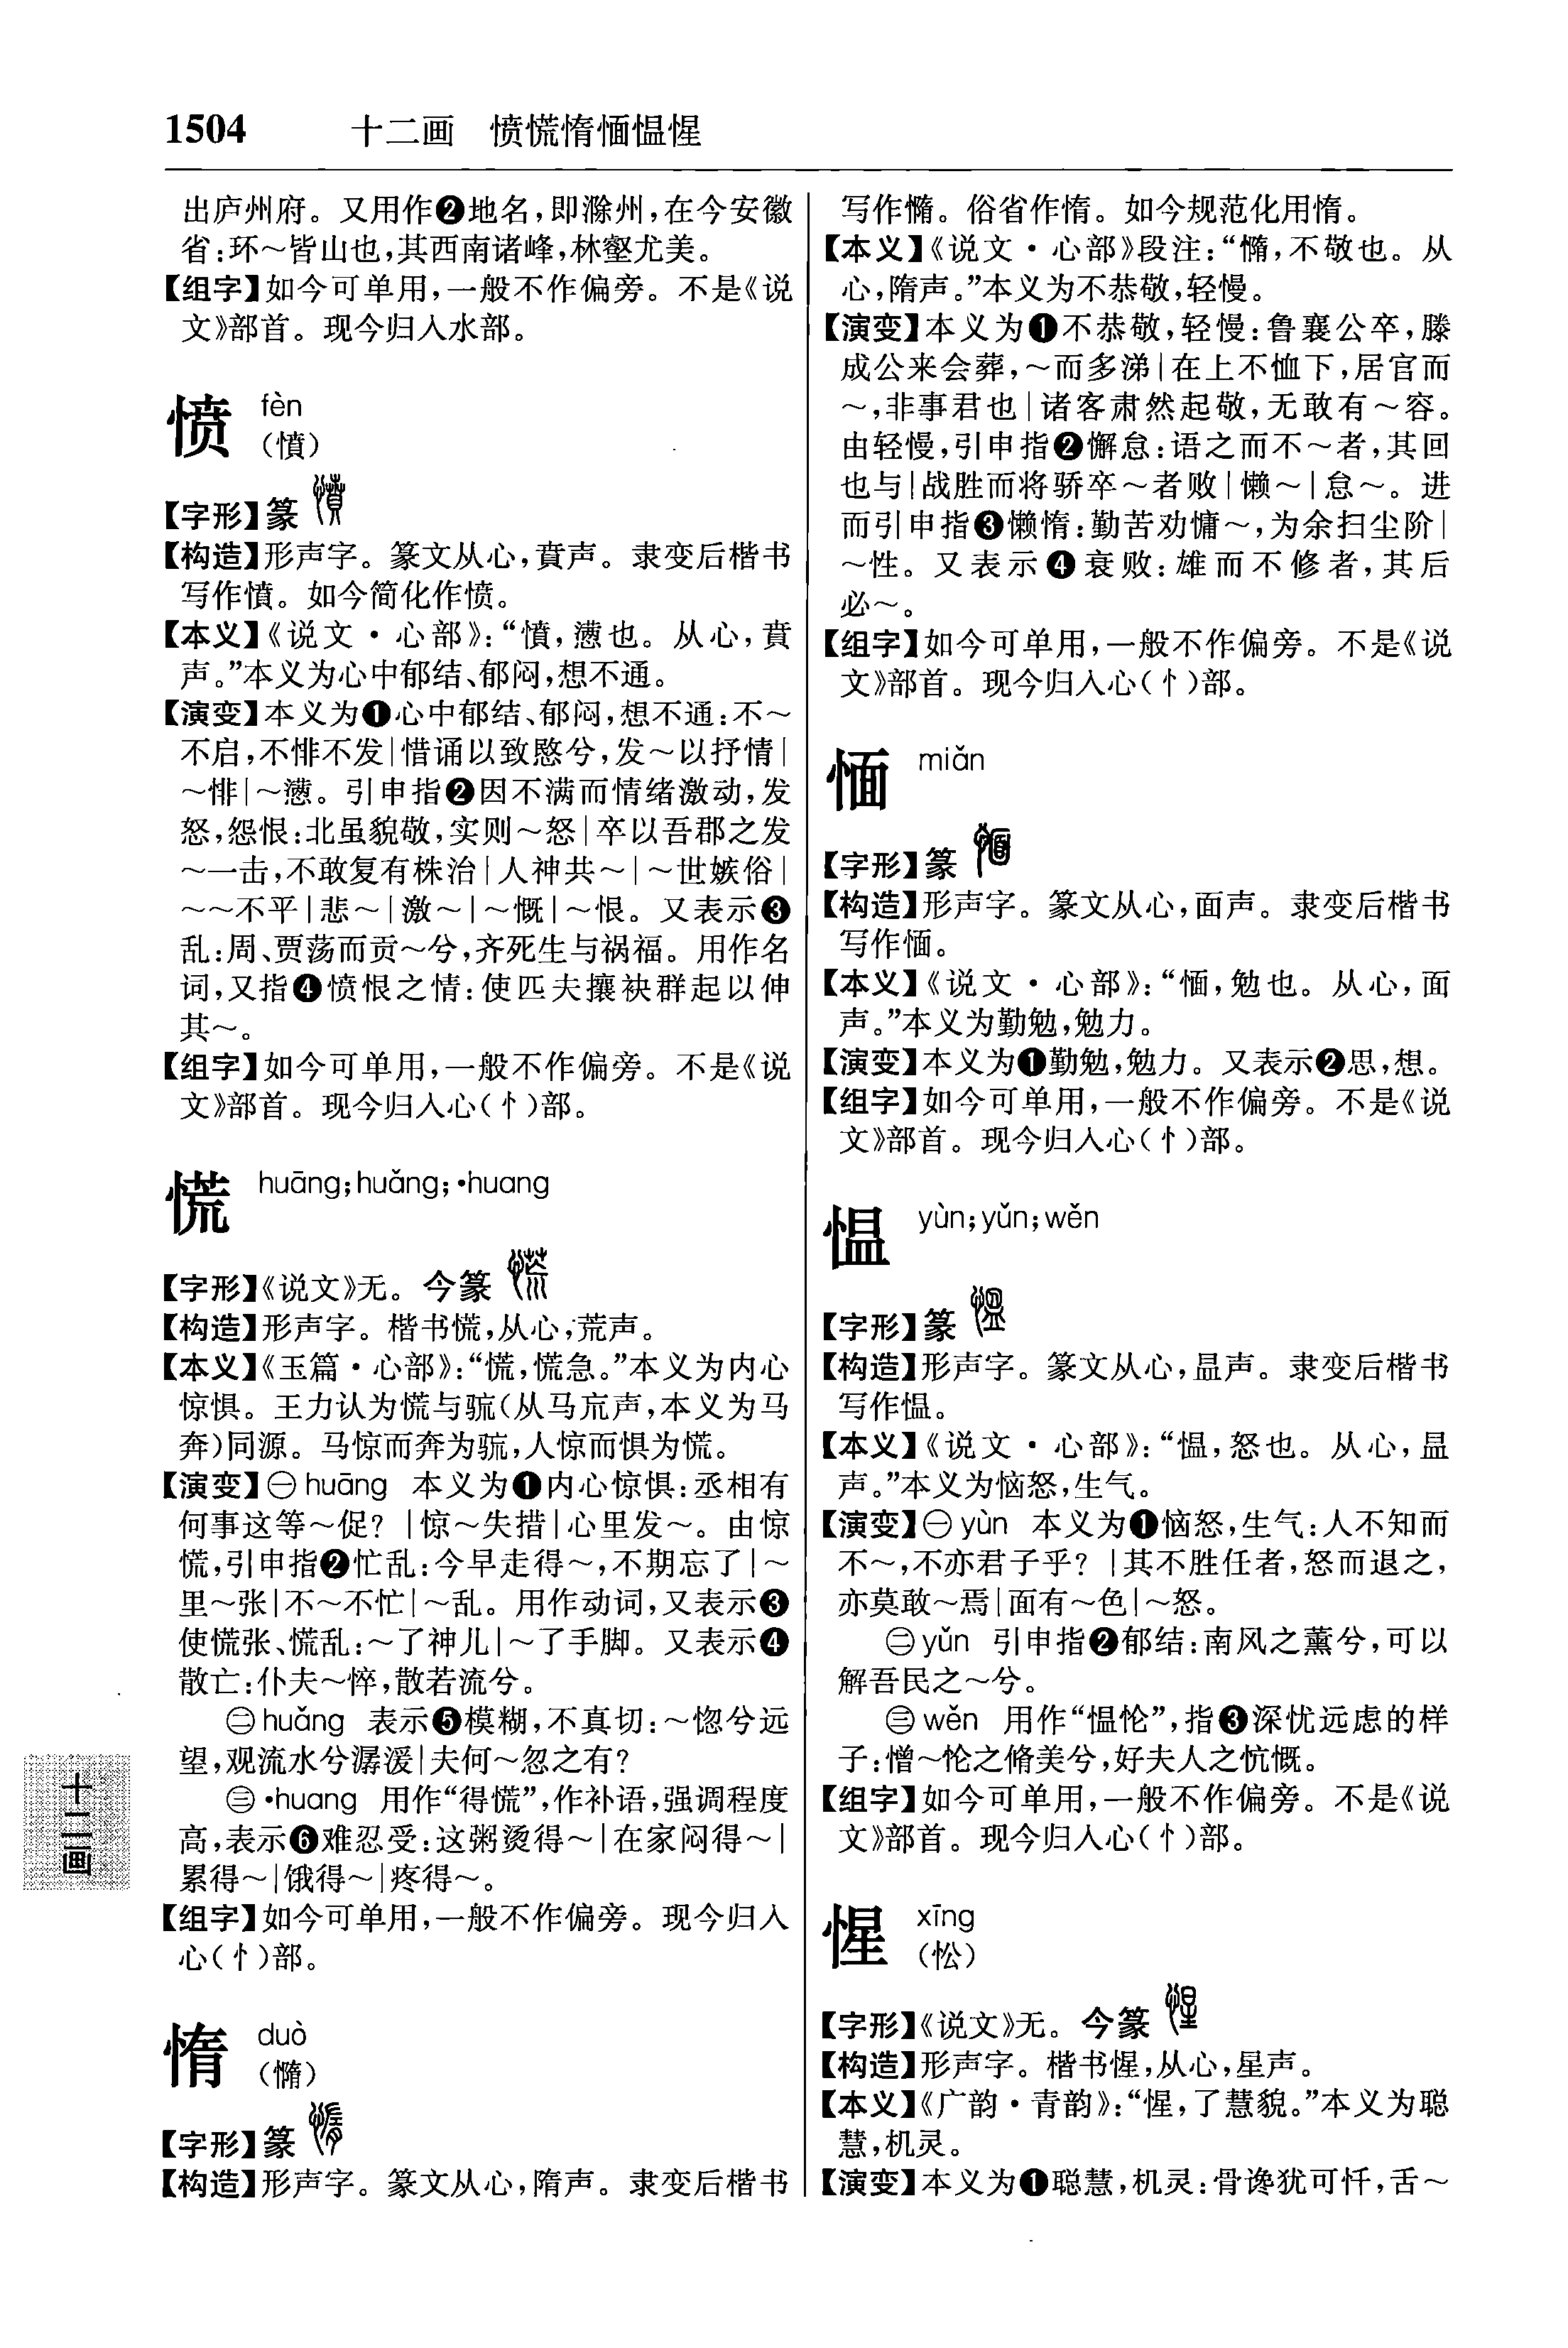 1504 十二画 愤慌惰愐愠惺
出庐州府。又用作❷地名，即滁州，在今安徽
省：环～皆山也，其西南诸峰，林壑尤美。
【组字】如今可单用，一般不作偏旁。不是《说
文》部首。现今归入水部。
愤 fèn
（憤）
【字形】篆
【构造】形声字。篆文从心，賁声。隶变后楷书
写作憤。如今简化作愤。
【本义】《说文·心部》：“憤，懣也。从心，賁
声。”本义为心中郁结、郁闷，想不通。
【演变】本义为❶心中郁结、郁闷，想不通：不～
不启，不悱不发|惜诵以致愍兮，发～以抒情|
～悱|～懑。引申指❷因不满而情绪激动，发
怒，怨恨：北虽貌敬，实则～怒|卒以吾郡之发
～一击，不敢复有株治|人神共～|～世嫉俗|
～～不平|悲～|激～|～慨|～恨。又表示❸
乱：周、贾荡而贡～兮，齐死生与祸福。用作名
词，又指❹愤恨之情：使匹夫攘袂群起以伸
其～。
【组字】如今可单用，一般不作偏旁。不是《说
文》部首。现今归入心（忄）部。
慌 huāng；huǎng；·huang
【字形】《说文》无。今篆
【构造】形声字。楷书慌，从心，荒声。
【本义】《玉篇·心部》：“慌，慌急。”本义为内心
惊惧。王力认为慌与㡃（从马㡃声，本义为马
奔）同源。马惊而奔为，人惊而惧为慌。
【演变】㊀huāng 本义为❶内心惊惧：丞相有
何事这等～促？|惊～失措|心里发～。由惊
慌，引申指❷忙乱：今早走得～，不期忘了|～
里～张|不～不忙|～乱。用作动词，又表示❸
使慌张、慌乱：～了神儿|～了手脚。又表示❹
散亡：仆夫～悴，散若流兮。
㊁huǎng 表示❺模糊，不真切：～惚兮远
望，观流水兮潺湲|夫何～忽之有？
㊂·huang 用作“得慌”，作补语，强调程度
高，表示❻难忍受：这粥烫得～|在家闷得～|
累得～|饿得～|疼得～。
【组字】如今可单用，一般不作偏旁。现今归入
心（忄）部。
惰 duò
（憜）
【字形】篆
【构造】形声字。篆文从心，隋声。隶变后楷书
写作憜。俗省作惰。如今规范化用惰。
【本义】《说文·心部》段注：“憜，不敬也。从
心，隋声。”本义为不恭敬，轻慢。
【演变】本义为❶不恭敬，轻慢：鲁襄公卒，滕
成公来会葬，～而多涕|在上不恤下，居官而
～，非事君也|诸客肃然起敬，无敢有～容。
由轻慢，引申指❷懈怠：语之而不～者，其回
也与|战胜而将骄卒～者败|懒～|怠～。进
而引申指❸懒惰：勤苦劝慵～，为余扫尘阶|
～性。又表示❹衰败：雄而不修者，其后
必～。
【组字】如今可单用，一般不作偏旁。不是《说
文》部首。现今归入心（忄）部。
愐 miǎn
【字形】篆
【构造】形声字。篆文从心，面声。隶变后楷书
写作愐。
【本义】《说文·心部》：“愐，勉也。从心，面
声。”本义为勤勉，勉力。
【演变】本义为❶勤勉，勉力。又表示❷思，想。
【组字】如今可单用，一般不作偏旁。不是《说
文》部首。现今归入心（忄）部。
愠 yùn；yǔn；wěn
【字形】篆
【构造】形声字。篆文从心，昷声。隶变后楷书
写作愠。
【本义】《说文·心部》：“愠，怒也。从心，昷
声。”本义为恼怒，生气。
【演变】㊀yùn 本义为❶恼怒，生气：人不知而
不～，不亦君子乎？|其不胜任者，怒而退之，
亦莫敢～焉|面有～色|～怒。
㊁yǔn 引申指❷郁结：南风之薰兮，可以
解吾民之～兮。
㊂wěn 用作“愠惀”，指❸深忧远虑的样
子：憎～惀之脩美兮，好夫人之忼慨。
【组字】如今可单用，一般不作偏旁。不是《说
文》部首。现今归入心（忄）部。
惺 xīng
（忪）
【字形】《说文》无。今篆
【构造】形声字。楷书惺，从心，星声。
【本义】《广韵·青韵》：“惺，了慧貌。”本义为聪
慧，机灵。
【演变】本义为❶聪慧，机灵：骨谗犹可忏，舌～
十二画